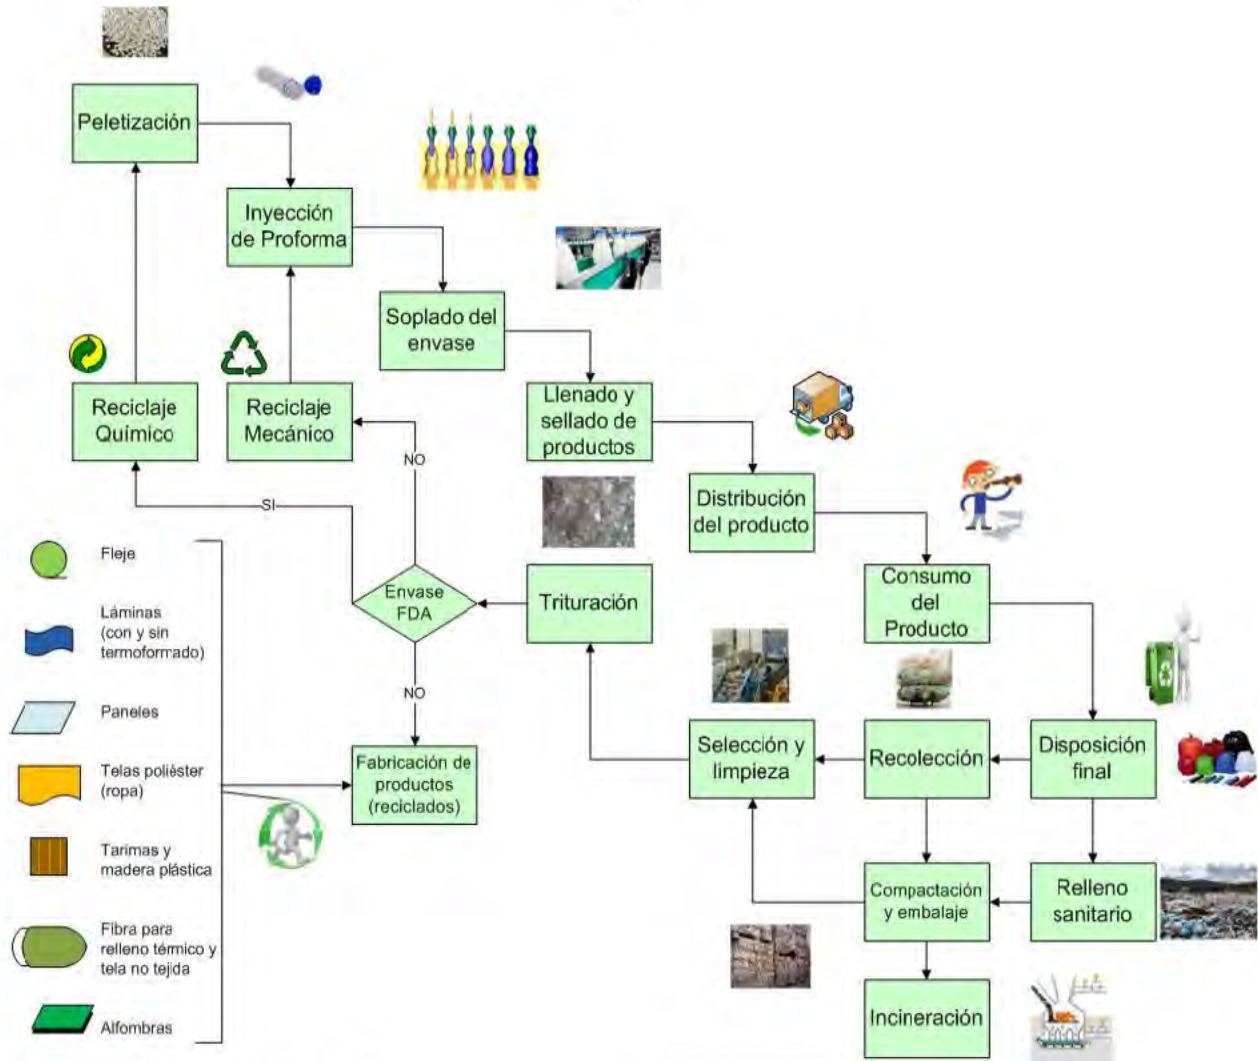 Peletización
Inyección
de Proforma
Soplado del
envase
Llenado y
sellado de
productos
Distribución
del producto
Consumo
del
Producto
Disposición
final
Recolección
Selección y
limpieza
Relleno
sanitario
Compactación
y embalaje
Incineración
Trituración
Envase
FDA
NO
SI
NO
Reciclaje
Químico
Reciclaje
Mecánico
Fabricación de
productos
(reciclados)
Fleje
Láminas
(con y sin
termoformado)
Paneles
Telas poliéster
(ropa)
Tarimas y
madera plástica
Fibra para
relleno térmico y
tela no tejida
Alfombras